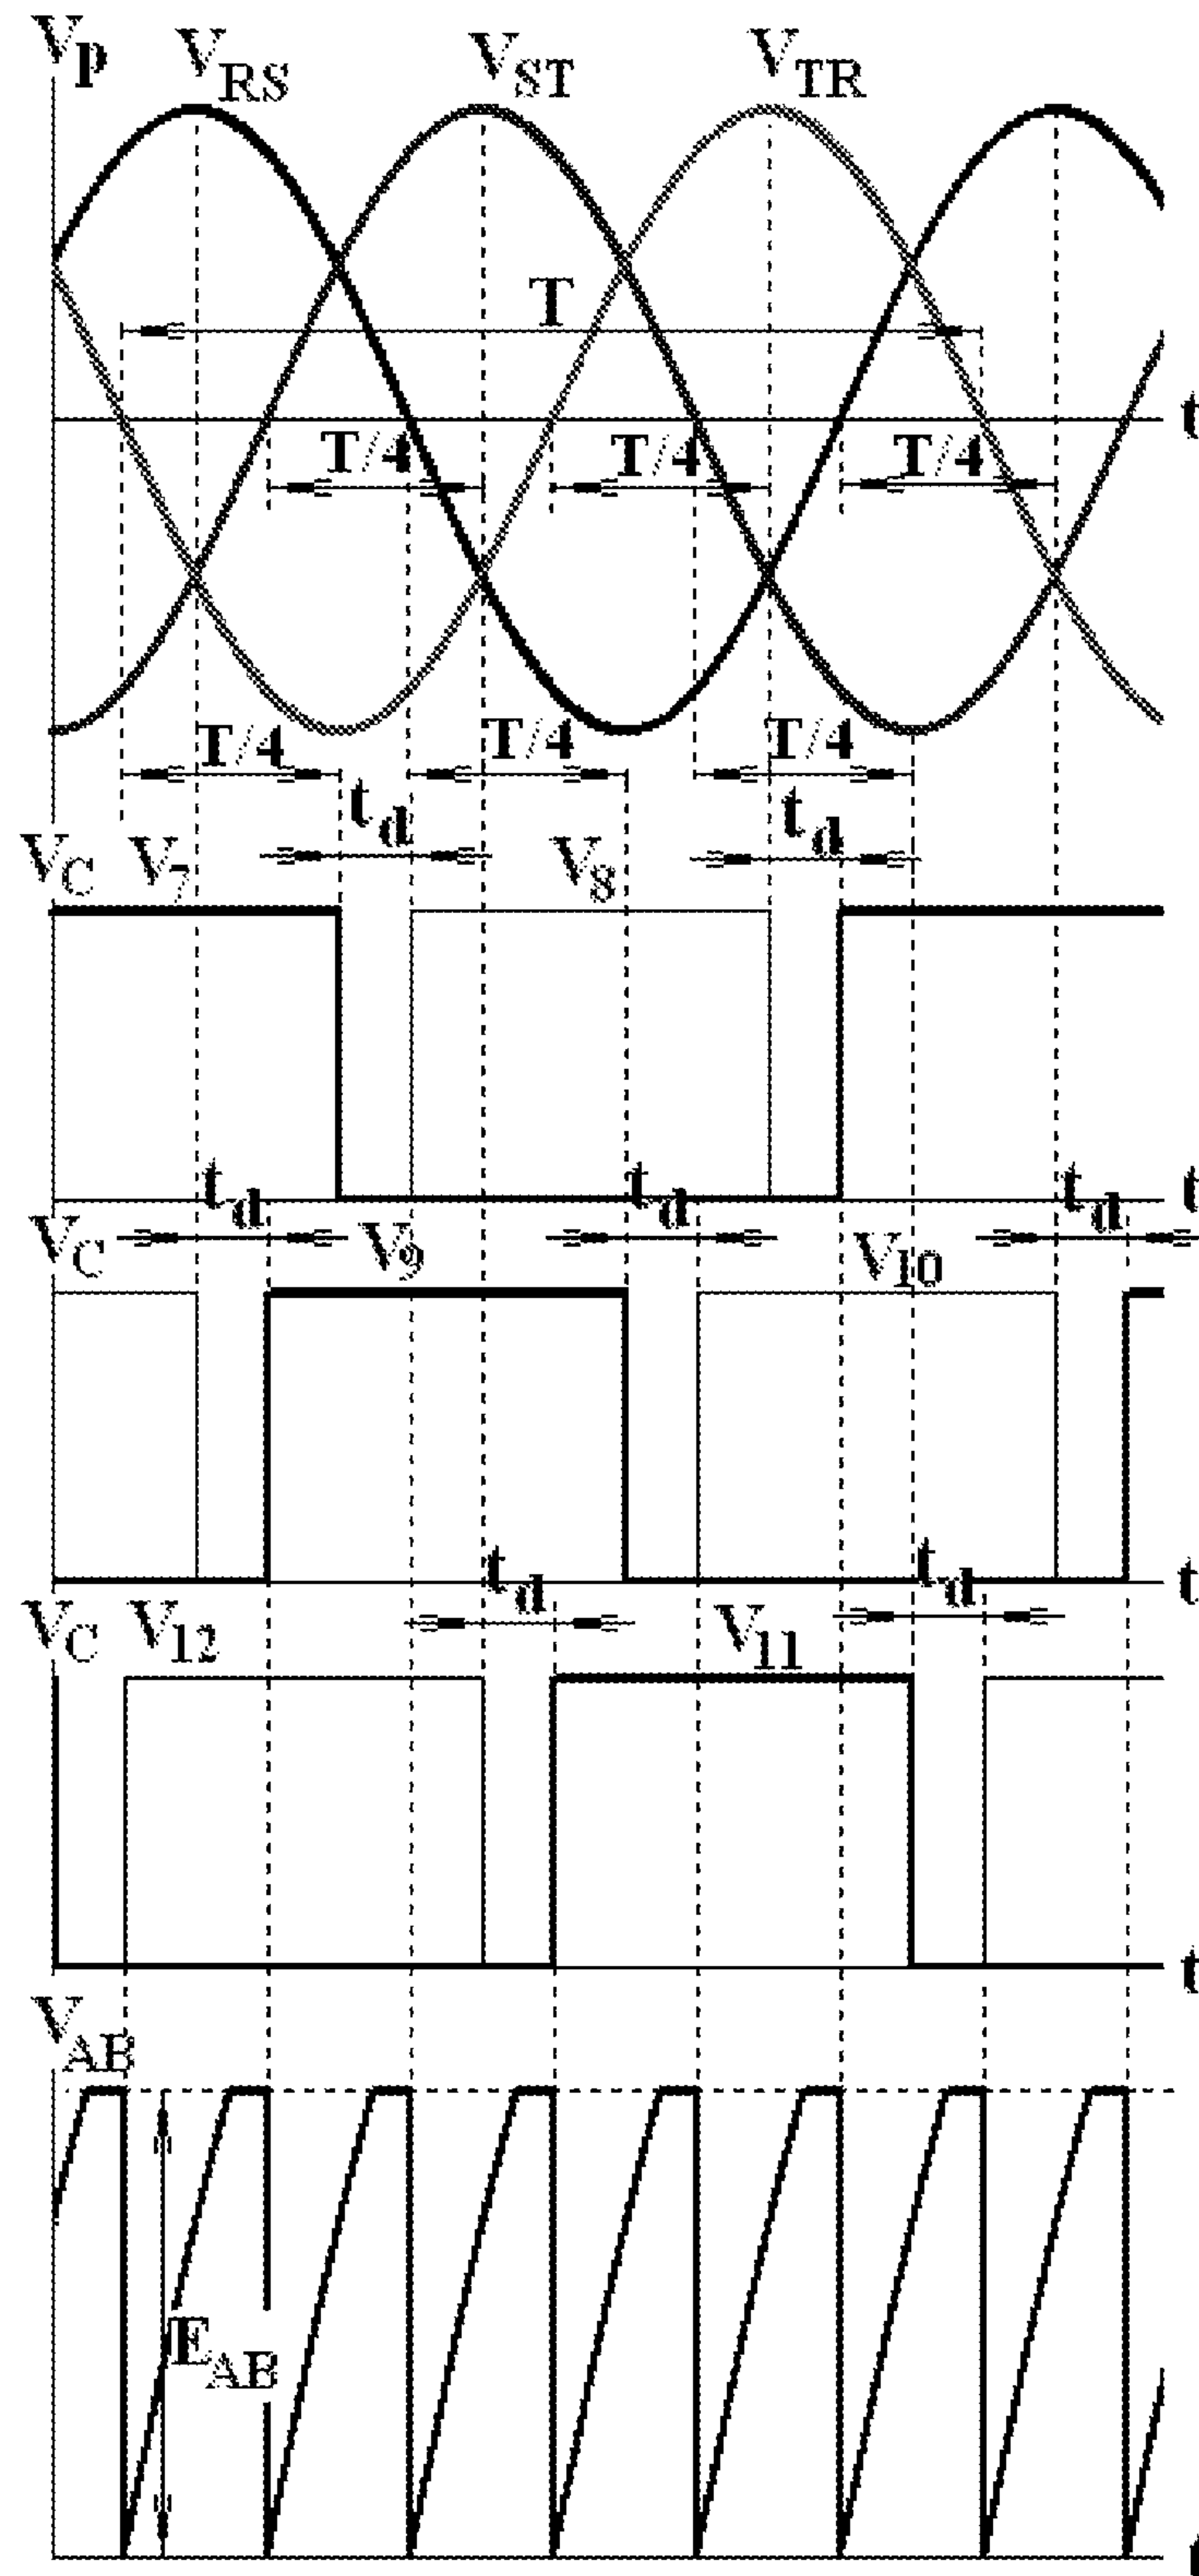 Vp VRS VST VTR
T
t
T/4 T/4 T/4
T/4 T/4 T/4
td td
VC V7 V8
t
td td td
VC V9 V10
t
td td
VC V12 V11
t
VAB
EAB
t